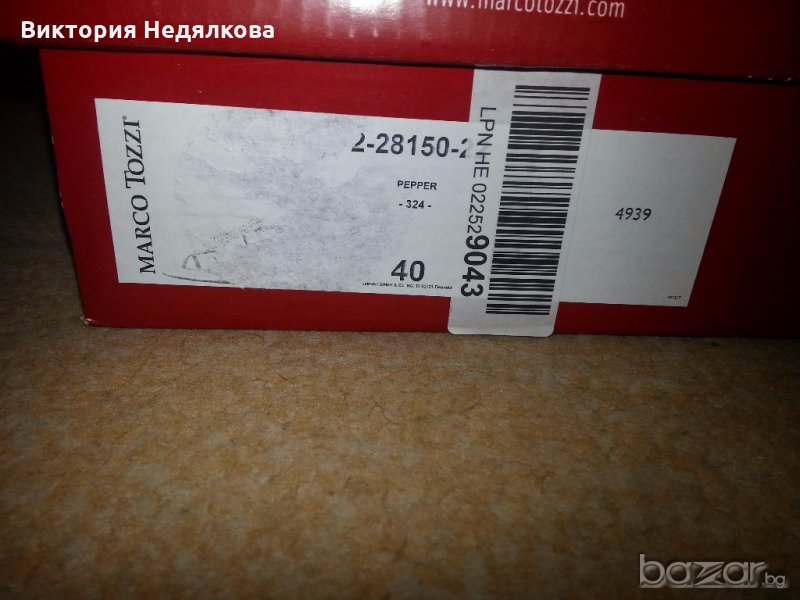 Виктория Недялкова
www.marcotozzi.com
MARCO TOZZI
2-28150-2
PEPPER
- 324 -
40
LPN HE 022529043
4939
bazar.bg